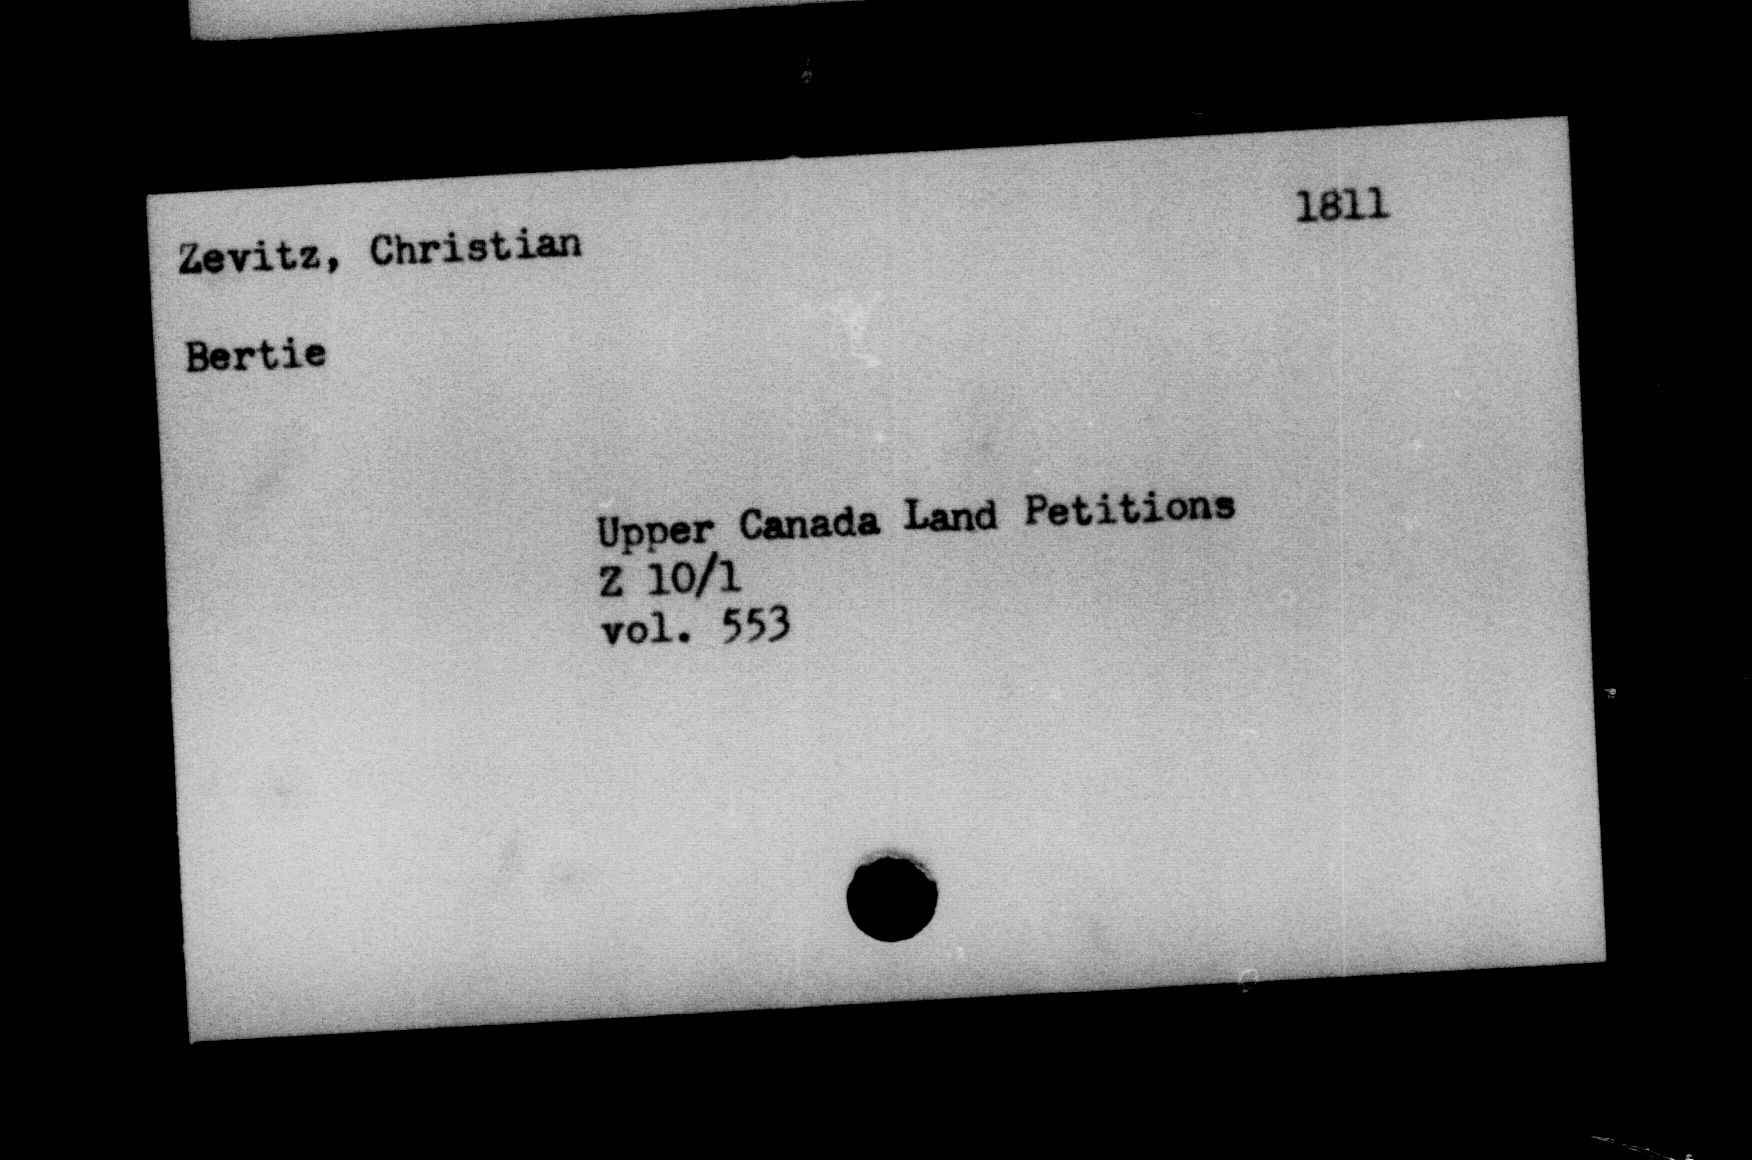 Zevitz, Christian 1811
Bertie
Upper Canada Land Petitions
Z 10/1
vol. 553